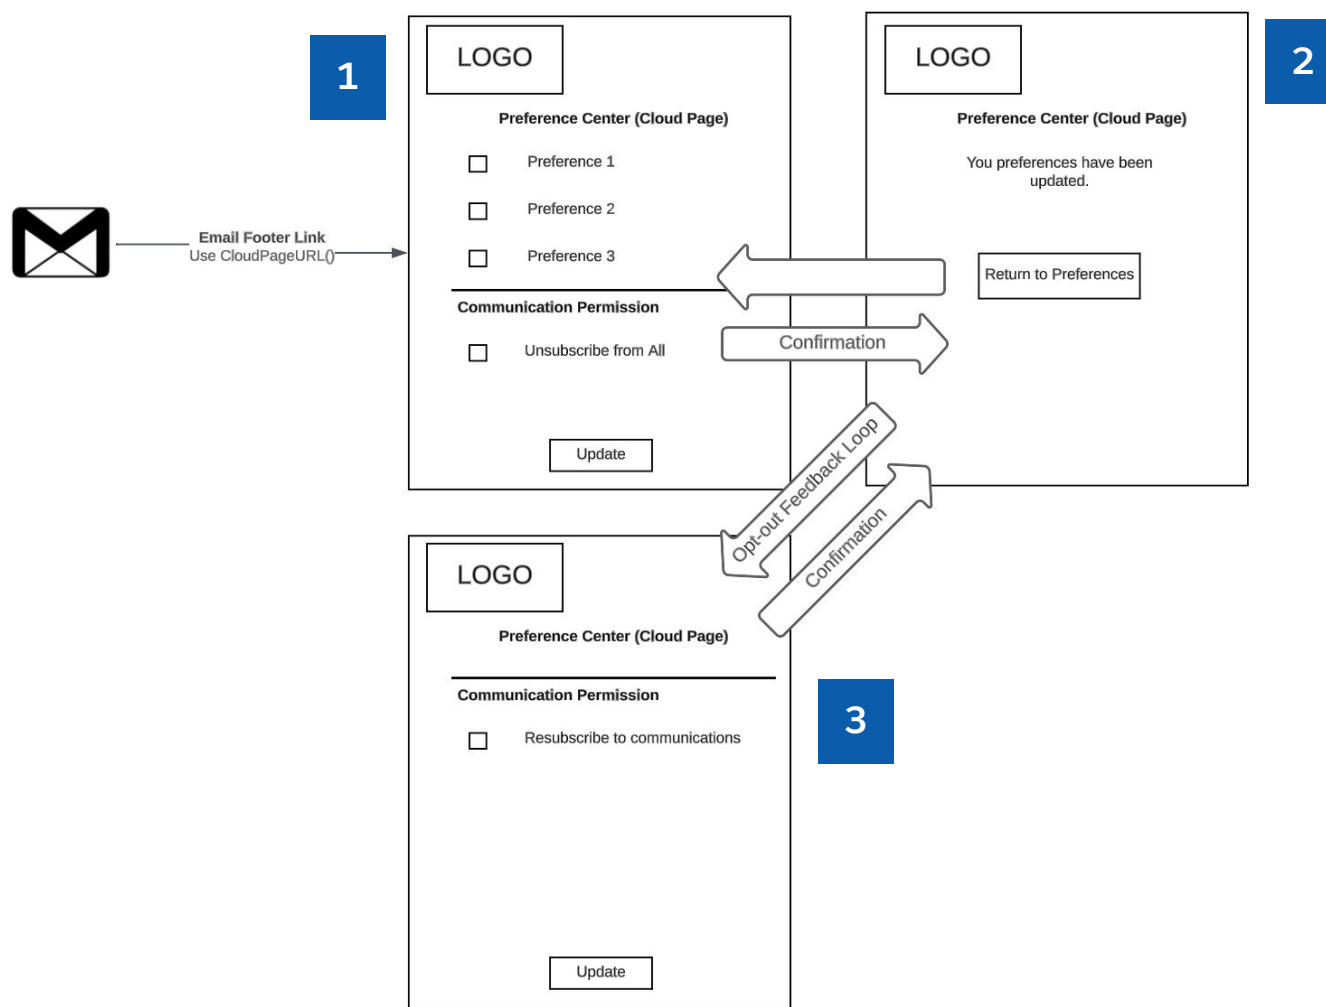 1
LOGO
Preference Center (Cloud Page)
Preference 1
Preference 2
Preference 3
Communication Permission
Unsubscribe from All
Update
Email Footer Link
Use CloudPageURL()
2
LOGO
Preference Center (Cloud Page)
You preferences have been
updated.
Return to Preferences
Confirmation
Opt-out Feedback Loop
Confirmation
3
LOGO
Preference Center (Cloud Page)
Communication Permission
Resubscribe to communications
Update